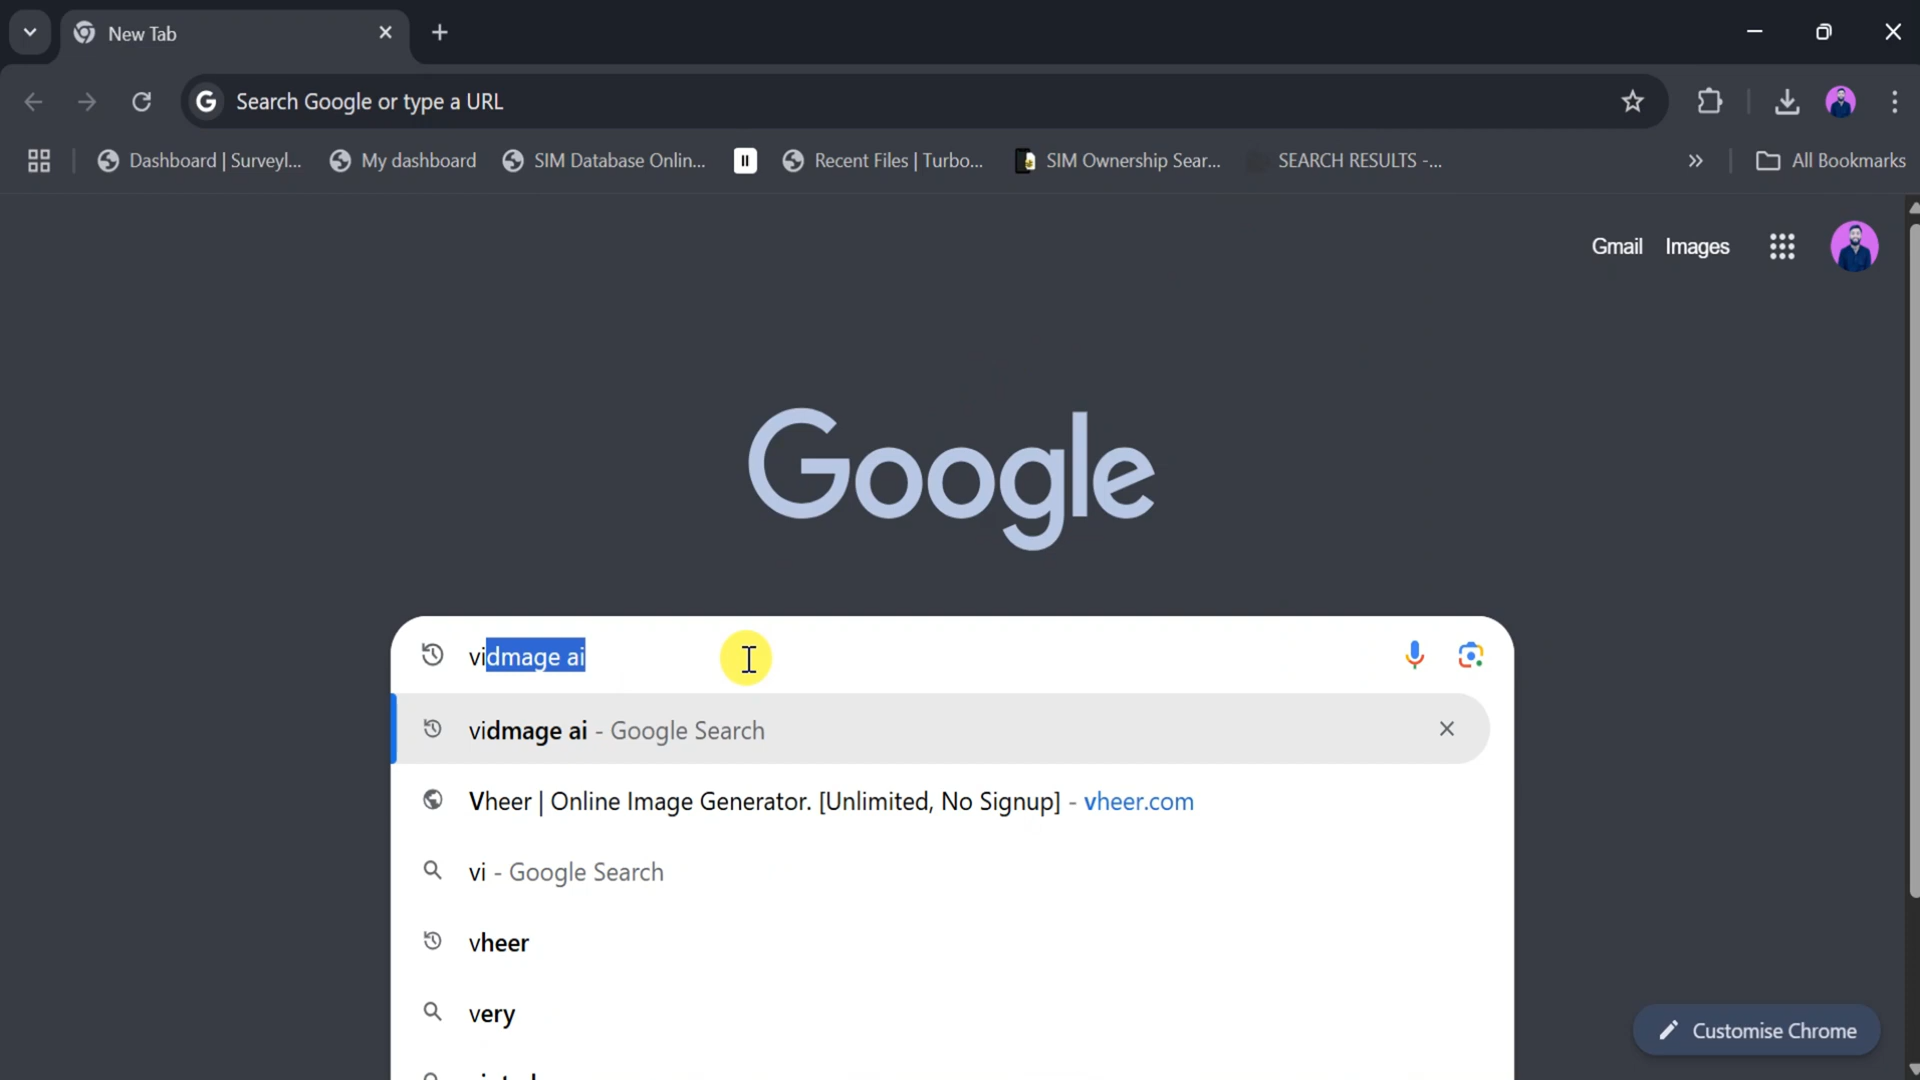 New Tab
Search Google or type a URL
Dashboard | Surveyl... My dashboard SIM Database Onlin... Recent Files | Turbo... SIM Ownership Sear... SEARCH RESULTS -... All Bookmarks
Gmail Images
Google
vidmage ai
vidmage ai - Google Search
Vheer | Online Image Generator. [Unlimited, No Signup] - vheer.com
vi - Google Search
vheer
very
Customise Chrome